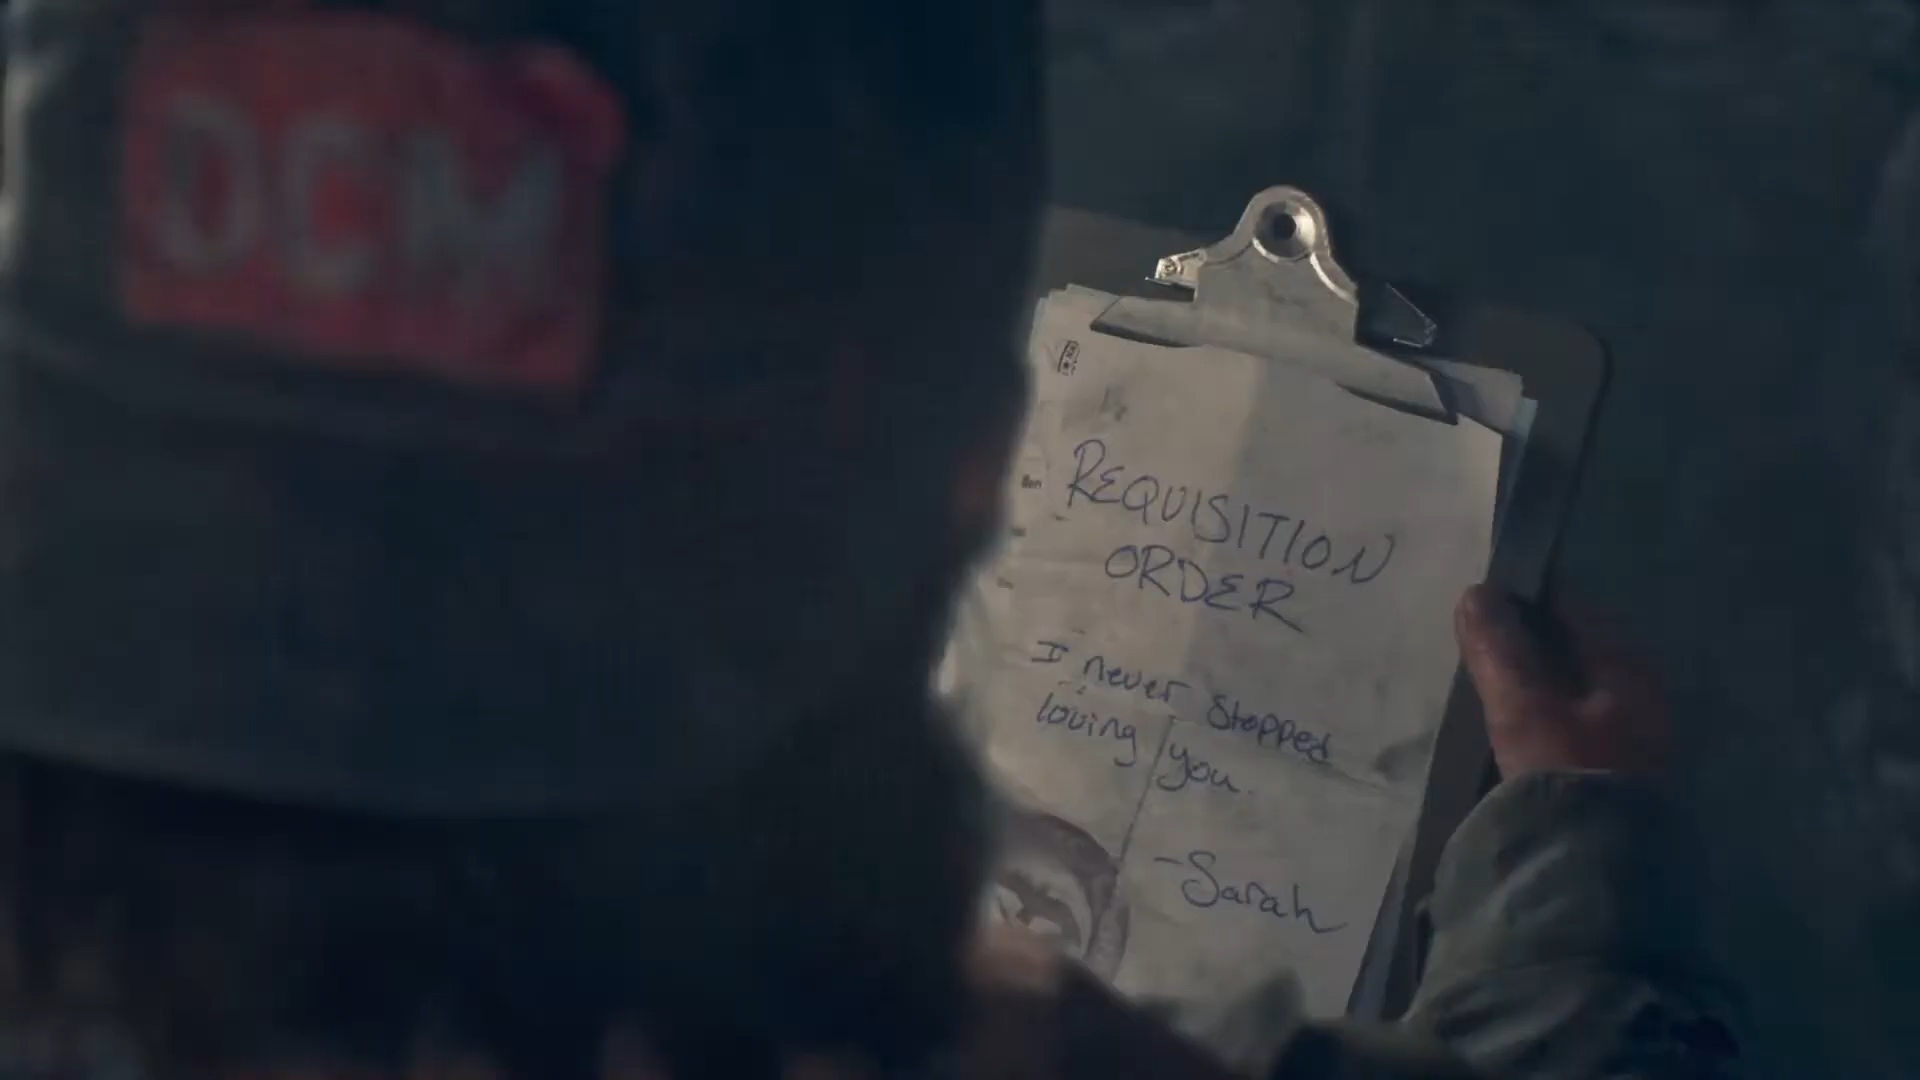 DCM
REQUISITION
ORDER
I never stopped
loving you.
-Sarah